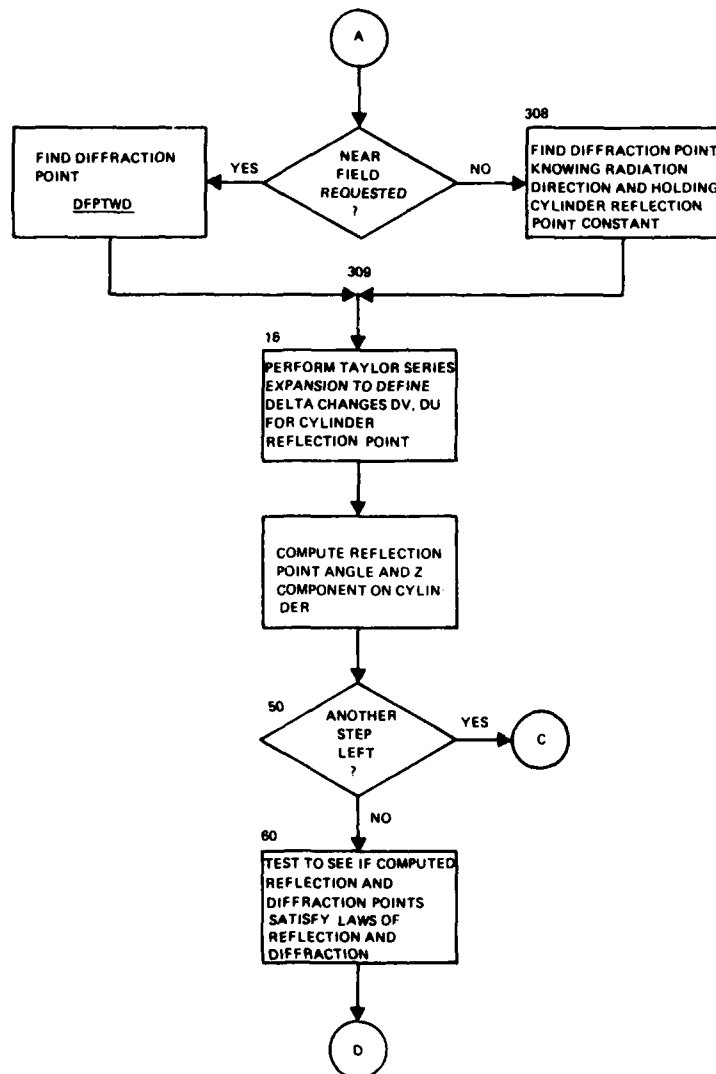 A
308
FIND DIFFRACTION
POINT
DFPTWD
YES
NEAR
FIELD
REQUESTED
?
NO
FIND DIFFRACTION POINT
KNOWING RADIATION
DIRECTION AND HOLDING
CYLINDER REFLECTION
POINT CONSTANT
309
16
PERFORM TAYLOR SERIES
EXPANSION TO DEFINE
DELTA CHANGES DV, DU
FOR CYLINDER
REFLECTION POINT
COMPUTE REFLECTION
POINT ANGLE AND Z
COMPONENT ON CYLIN-
DER
50
ANOTHER
STEP
LEFT
?
YES
C
NO
60
TEST TO SEE IF COMPUTED
REFLECTION AND
DIFFRACTION POINTS
SATISFY LAWS OF
REFLECTION AND
DIFFRACTION
D